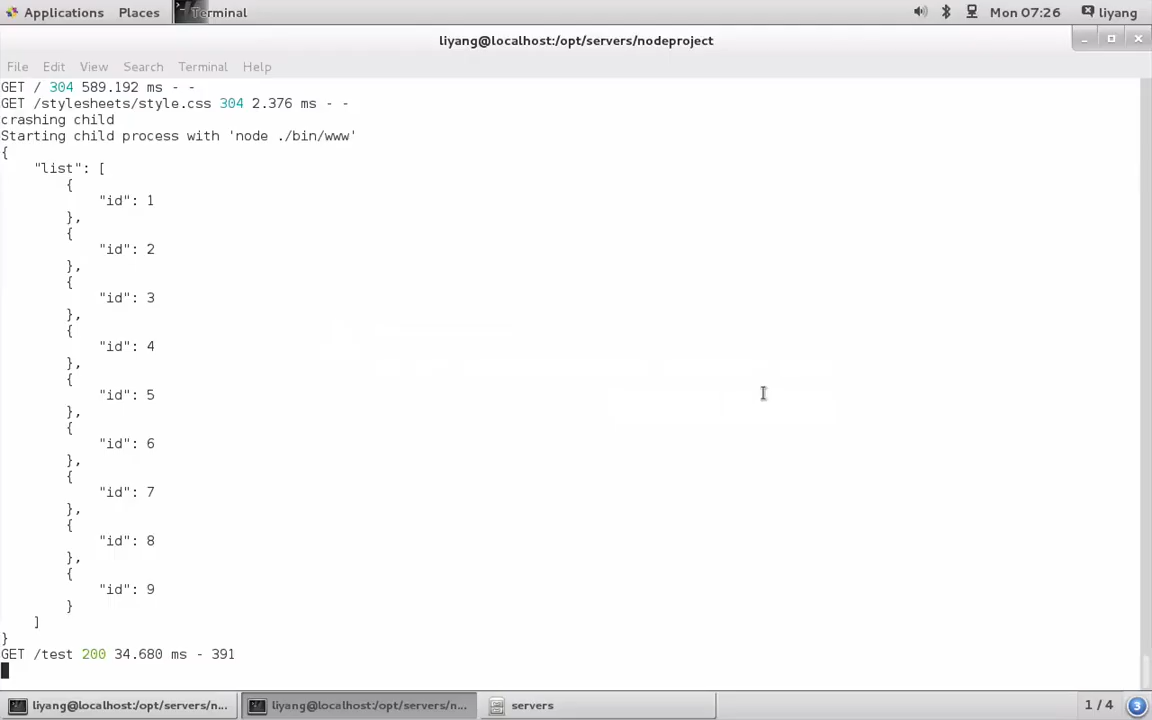 Applications Places Terminal Mon 07:26 liyang
liyang@localhost:/opt/servers/nodeproject
File Edit View Search Terminal Help
GET / 304 589.192 ms - -
GET /stylesheets/style.css 304 2.376 ms - -
crashing child
Starting child process with 'node ./bin/www'
{
"list": [
{
"id": 1
},
{
"id": 2
},
{
"id": 3
},
{
"id": 4
},
{
"id": 5
},
{
"id": 6
},
{
"id": 7
},
{
"id": 8
},
{
"id": 9
}
]
}
GET /test 200 34.680 ms - 391
liyang@localhost:/opt/servers/n... liyang@localhost:/opt/servers/n... servers 1 / 4 3